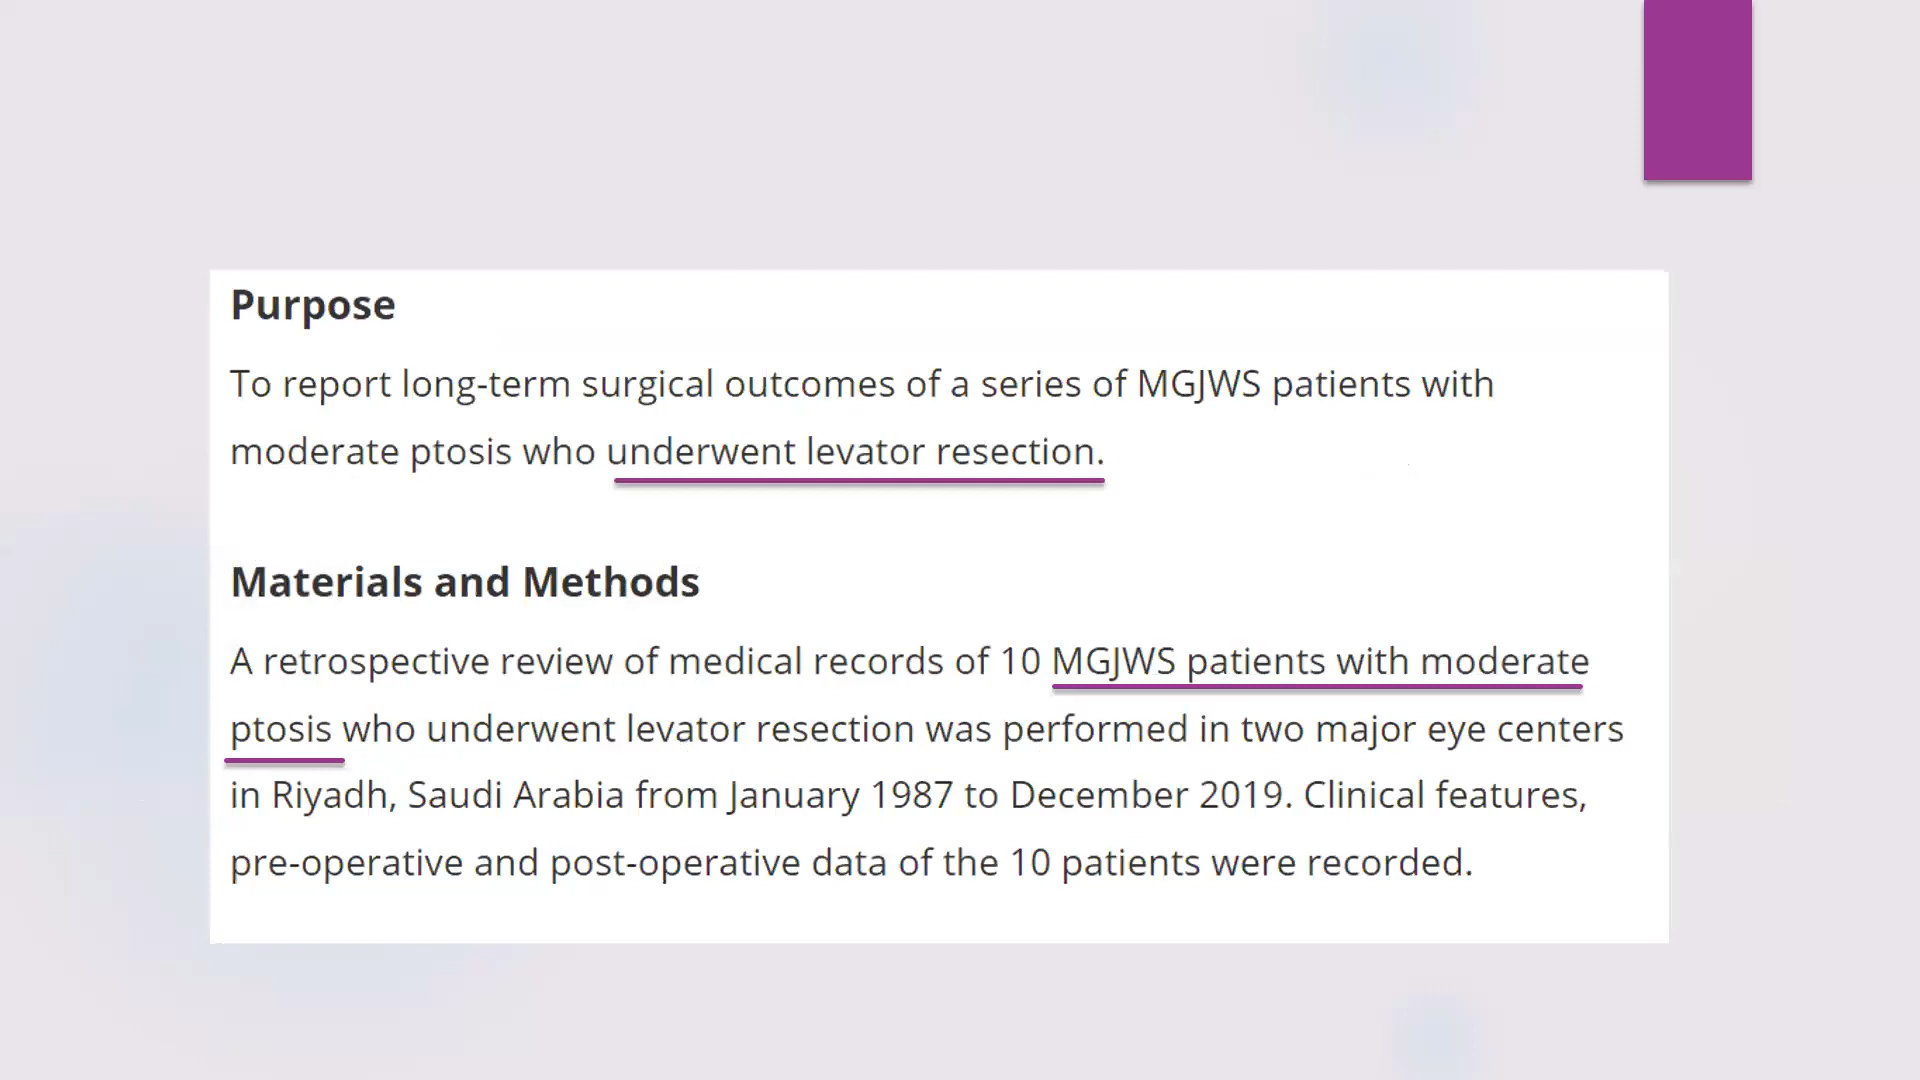 Purpose
To report long-term surgical outcomes of a series of MGJWS patients with
moderate ptosis who underwent levator resection.
Materials and Methods
A retrospective review of medical records of 10 MGJWS patients with moderate
ptosis who underwent levator resection was performed in two major eye centers
in Riyadh, Saudi Arabia from January 1987 to December 2019. Clinical features,
pre-operative and post-operative data of the 10 patients were recorded.